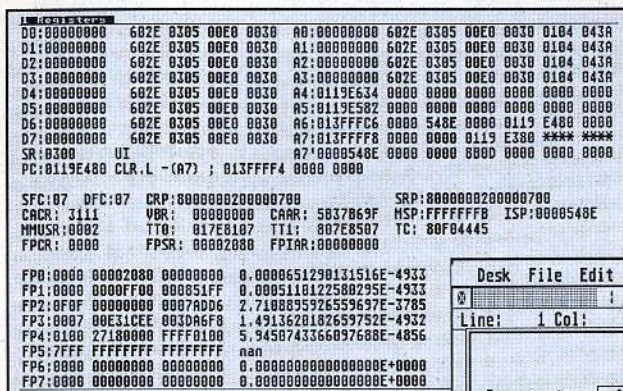 1 Registers
D0:00000000 602E 0305 00E0 0030 A0:00000000 602E 0305 00E0 0030 0104 043A
D1:00000000 602E 0305 00E0 0030 A1:00000000 602E 0305 00E0 0030 0104 043A
D2:00000000 602E 0305 00E0 0030 A2:00000000 602E 0305 00E0 0030 0104 043A
D3:00000000 602E 0305 00E0 0030 A3:00000000 602E 0305 00E0 0030 0104 043A
D4:00000000 602E 0305 00E0 0030 A4:0119E634 0000 0000 0000 0000 0000 0000
D5:00000000 602E 0305 00E0 0030 A5:0119E582 0000 0000 0000 0000 0000 0000
D6:00000000 602E 0305 00E0 0030 A6:013FFFC6 0000 548E 0000 0119 E480 0000
D7:00000000 602E 0305 00E0 0030 A7:013FFFF8 0000 0000 0119 E380 **** ****
SR:0300 UI A7'0000548E 0000 0000 880D 0000 0000 0000
PC:0119E480 CLR.L -(A7) ; 013FFFF4 0000 0000
SFC:07 DFC:07 CRP:8000000200000700 SRP:8000000200000700
CACR: 3111 VBR: 00000000 CAAR: 5B37B69F MSP:FFFFFFFB ISP:0000548E
MMUSR:0002 TT0: 017E8107 TT1: 807E8507 TC: 80F04445
FPCR: 0000 FPSR: 00002080 FPIAR:00000000
FP0:0000 00002080 00000000 0.0000651290131516E-4933
FP1:0000 0000FF00 000851FF 0.0005110122580295E-4933
FP2:0F0F 00000000 0007ADD6 2.7108895926559697E-3785
FP3:0007 00E31CEE 003DA6F8 1.4913620182659752E-4932
FP4:0100 27180000 FFFF0100 5.9450743366097688E-4856
FP5:7FFF FFFFFFFF FFFFFFFF nan
FP6:0000 00000000 00000000 0.0000000000000000E+0000
FP7:0000 00000000 00000000 0.0000000000000000E+0000
Desk File Edit
Line: 1 Col: